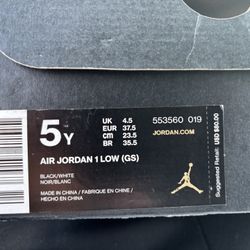 5Y
UK 4.5
EUR 37.5
cm 23.5
BR 35.5
553560 019
JORDAN.COM
USD $80.00
Suggested Retail
AIR JORDAN 1 LOW (GS)
BLACK/WHITE
NOIR/BLANC
MADE IN CHINA / FABRIQUE EN CHINE /
HECHO EN CHINA